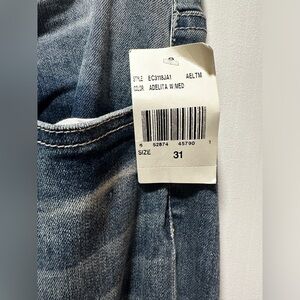 STYLE EC3118JA1 AELTM
COLOR ADELITA W MED
6 52874 45790 1
SIZE 31